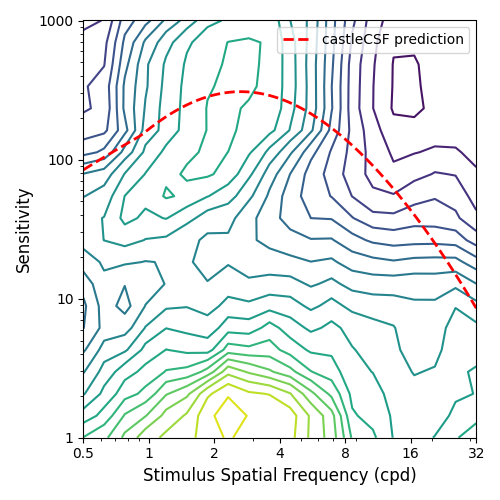 1000
castleCSF prediction
100
Sensitivity
10
1
0.5 1 2 4 8 16 32
Stimulus Spatial Frequency (cpd)